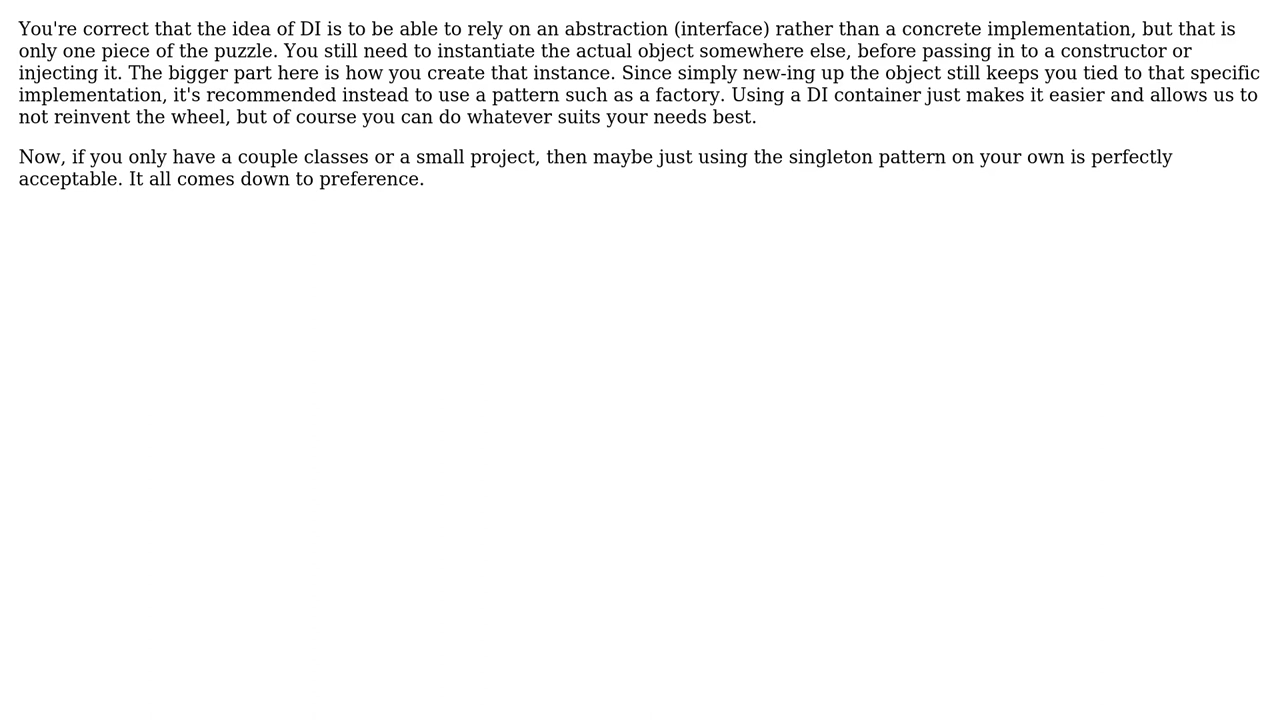 You're correct that the idea of DI is to be able to rely on an abstraction (interface) rather than a concrete implementation, but that is
only one piece of the puzzle. You still need to instantiate the actual object somewhere else, before passing in to a constructor or
injecting it. The bigger part here is how you create that instance. Since simply new-ing up the object still keeps you tied to that specific
implementation, it's recommended instead to use a pattern such as a factory. Using a DI container just makes it easier and allows us to
not reinvent the wheel, but of course you can do whatever suits your needs best.
Now, if you only have a couple classes or a small project, then maybe just using the singleton pattern on your own is perfectly
acceptable. It all comes down to preference.